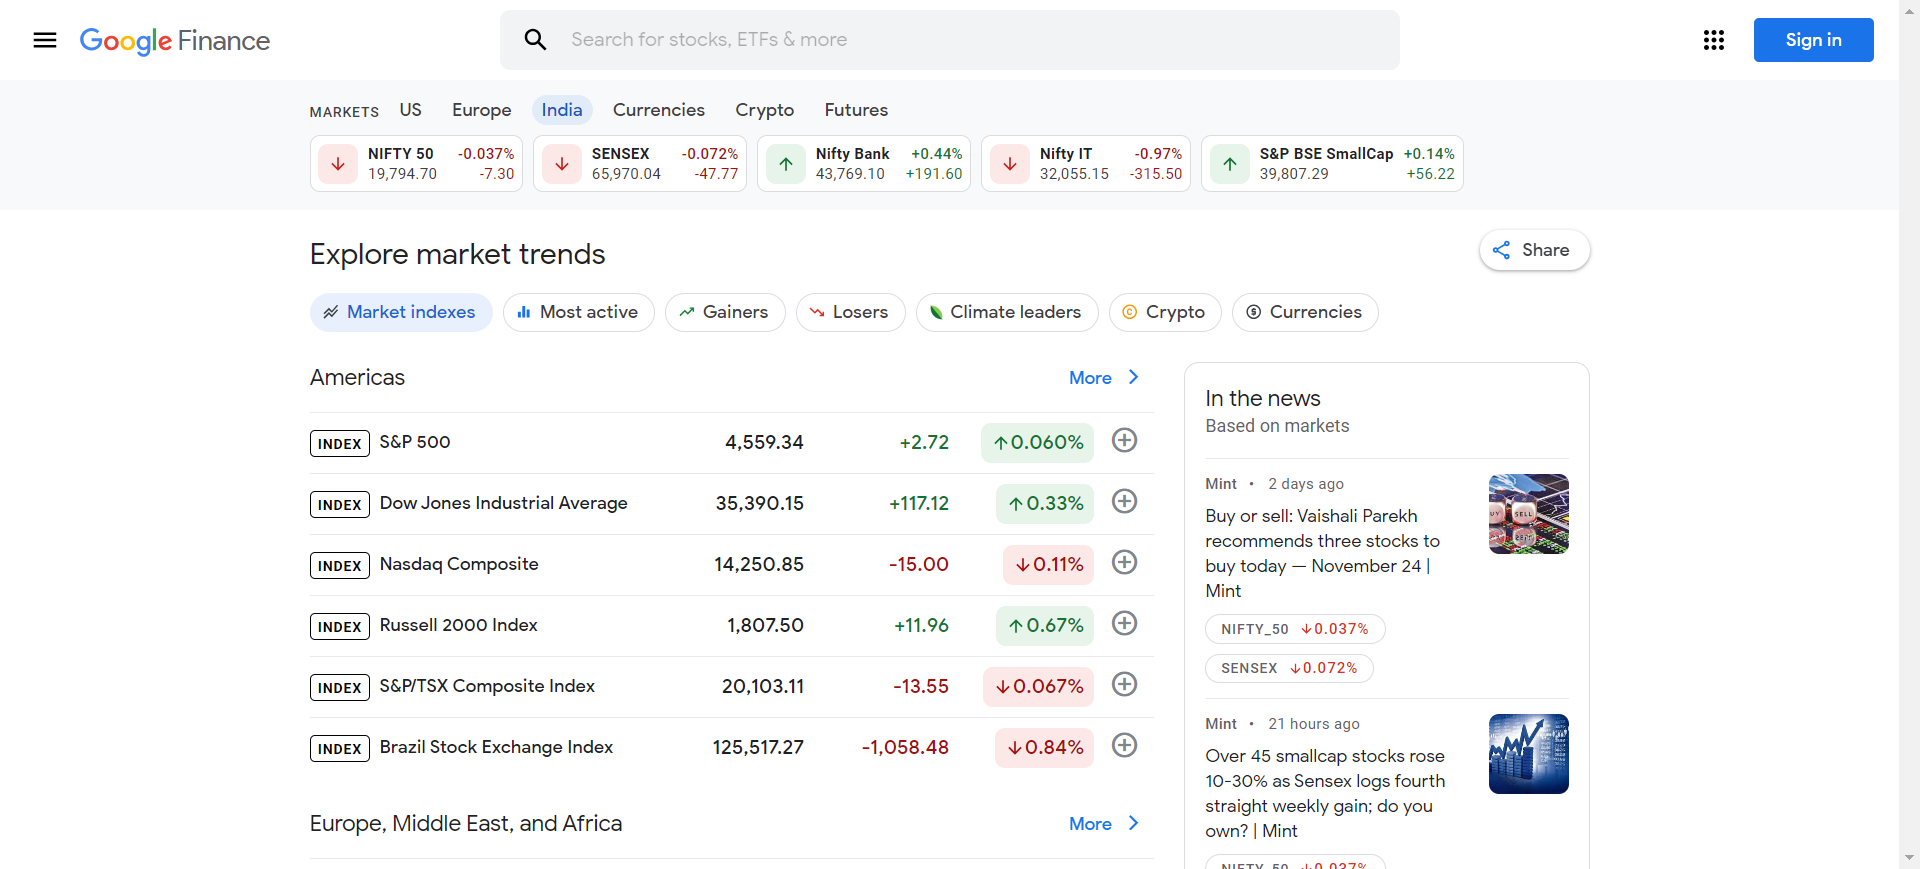 Google Finance
Search for stocks, ETFs & more
Sign in
MARKETS US Europe India Currencies Crypto Futures
NIFTY 50 -0.037%
19,794.70 -7.30
SENSEX -0.072%
65,970.04 -47.77
Nifty Bank +0.44%
43,769.10 +191.60
Nifty IT -0.97%
32,055.15 -315.50
S&P BSE SmallCap +0.14%
39,807.29 +56.22
Explore market trends
Share
Market indexes Most active Gainers Losers Climate leaders Crypto Currencies
Americas More
INDEX S&P 500 4,559.34 +2.72 ↑0.060%
INDEX Dow Jones Industrial Average 35,390.15 +117.12 ↑0.33%
INDEX Nasdaq Composite 14,250.85 -15.00 ↓0.11%
INDEX Russell 2000 Index 1,807.50 +11.96 ↑0.67%
INDEX S&P/TSX Composite Index 20,103.11 -13.55 ↓0.067%
INDEX Brazil Stock Exchange Index 125,517.27 -1,058.48 ↓0.84%
Europe, Middle East, and Africa More
In the news
Based on markets
Mint • 2 days ago
Buy or sell: Vaishali Parekh
recommends three stocks to
buy today — November 24 |
Mint
SELL
NIFTY_50 ↓0.037%
SENSEX ↓0.072%
Mint • 21 hours ago
Over 45 smallcap stocks rose
10-30% as Sensex logs fourth
straight weekly gain; do you
own? | Mint
NIFTY_50 ↓0.037%